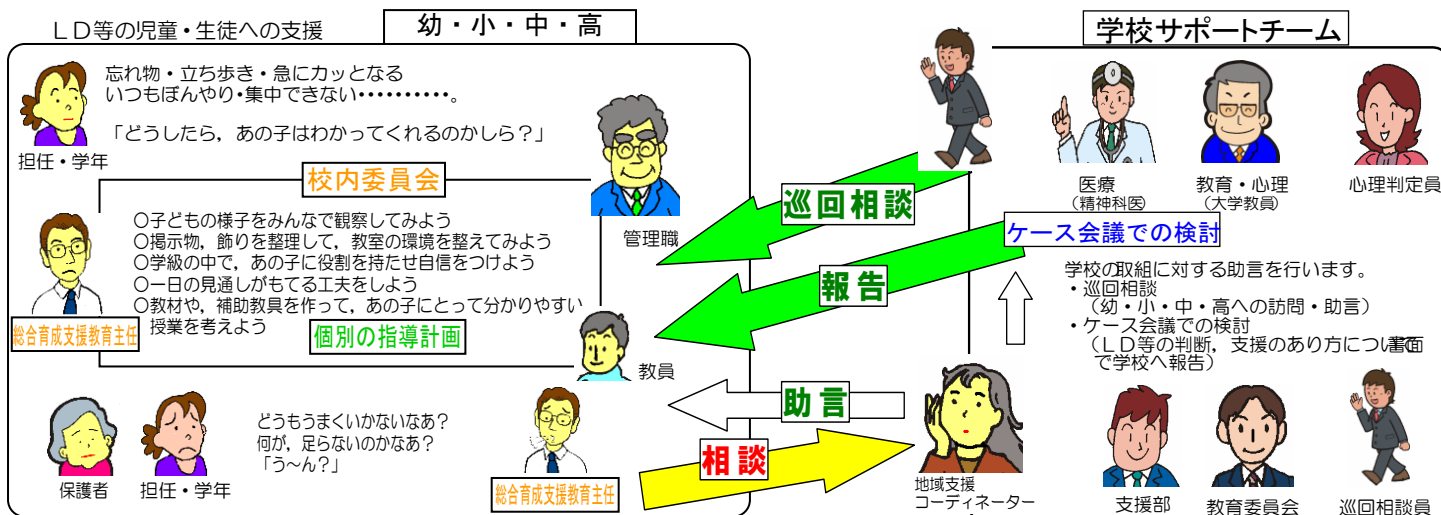 LD等の児童・生徒への支援
幼・小・中・高
忘れ物・立ち歩き・急にカッとなる
いつもぼんやり・集中できない・・・・・・・・・・。
「どうしたら，あの子はわかってくれるのかしら？」
担任・学年
校内委員会
管理職
○子どもの様子をみんなで観察してみよう
○掲示物，飾りを整理して，教室の環境を整えてみよう
○学級の中で，あの子に役割を持たせ自信をつけよう
○一日の見通しがもてる工夫をしよう
○教材や，補助教具を作って，あの子にとって分かりやすい
授業を考えよう
総合育成支援教育主任
個別の指導計画
教員
どうもうまくいかないなあ？
何が，足らないのかなあ？
「う～ん？」
保護者
担任・学年
総合育成支援教育主任
巡回相談
報告
助言
相談
地域支援
コーディネーター
学校サポートチーム
医療
（精神科医）
教育・心理
（大学教員）
心理判定員
ケース会議での検討
学校の取組に対する助言を行います。
・巡回相談
（幼・小・中・高への訪問・助言）
・ケース会議での検討
（LD等の判断，支援のあり方について書面
で学校へ報告）
支援部
教育委員会
巡回相談員